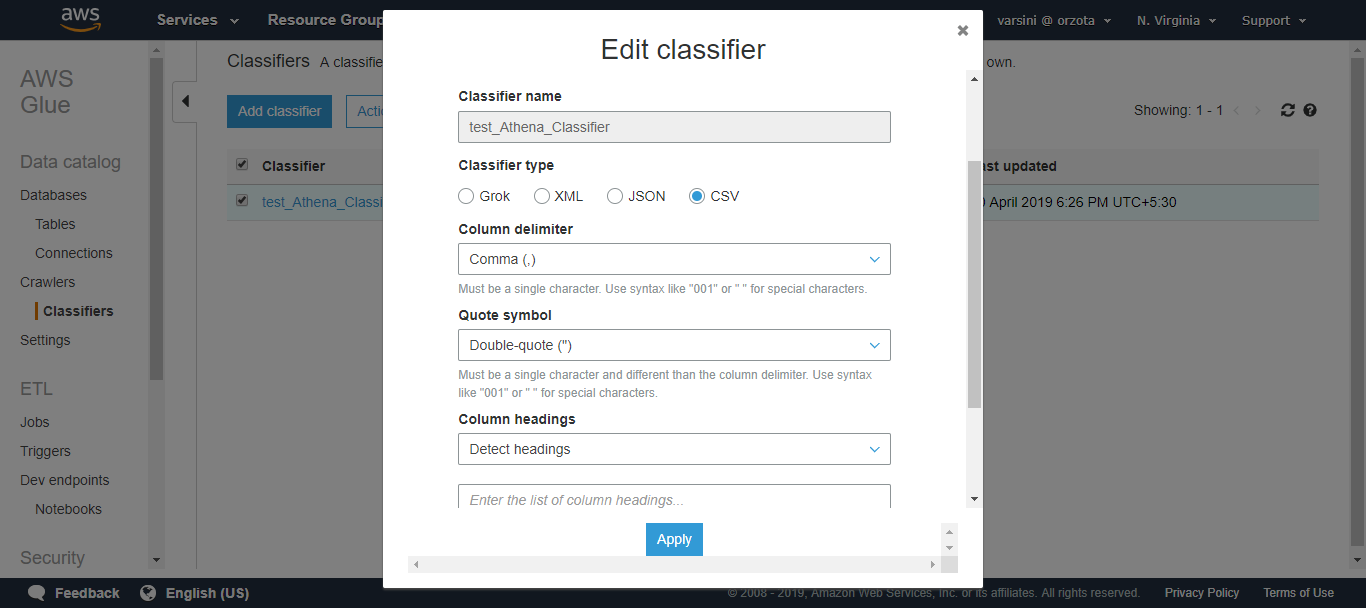 aws
Services
Resource Group
varsini @ orzota
N. Virginia
Support
AWS
Glue
Data catalog
Databases
Tables
Connections
Crawlers
Classifiers
Settings
ETL
Jobs
Triggers
Dev endpoints
Notebooks
Security
Classifiers A classifie
own.
Add classifier
Acti
Showing: 1 - 1
Classifier
st updated
test_Athena_Classi
April 2019 6:26 PM UTC+5:30
Edit classifier
Classifier name
test_Athena_Classifier
Classifier type
Grok XML JSON CSV
Column delimiter
Comma (,)
Must be a single character. Use syntax like "001" or " " for special characters.
Quote symbol
Double-quote (")
Must be a single character and different than the column delimiter. Use syntax
like "001" or " " for special characters.
Column headings
Detect headings
Enter the list of column headings...
Apply
Feedback
English (US)
© 2008 - 2019, Amazon Web Services, Inc. or its affiliates. All rights reserved.
Privacy Policy
Terms of Use